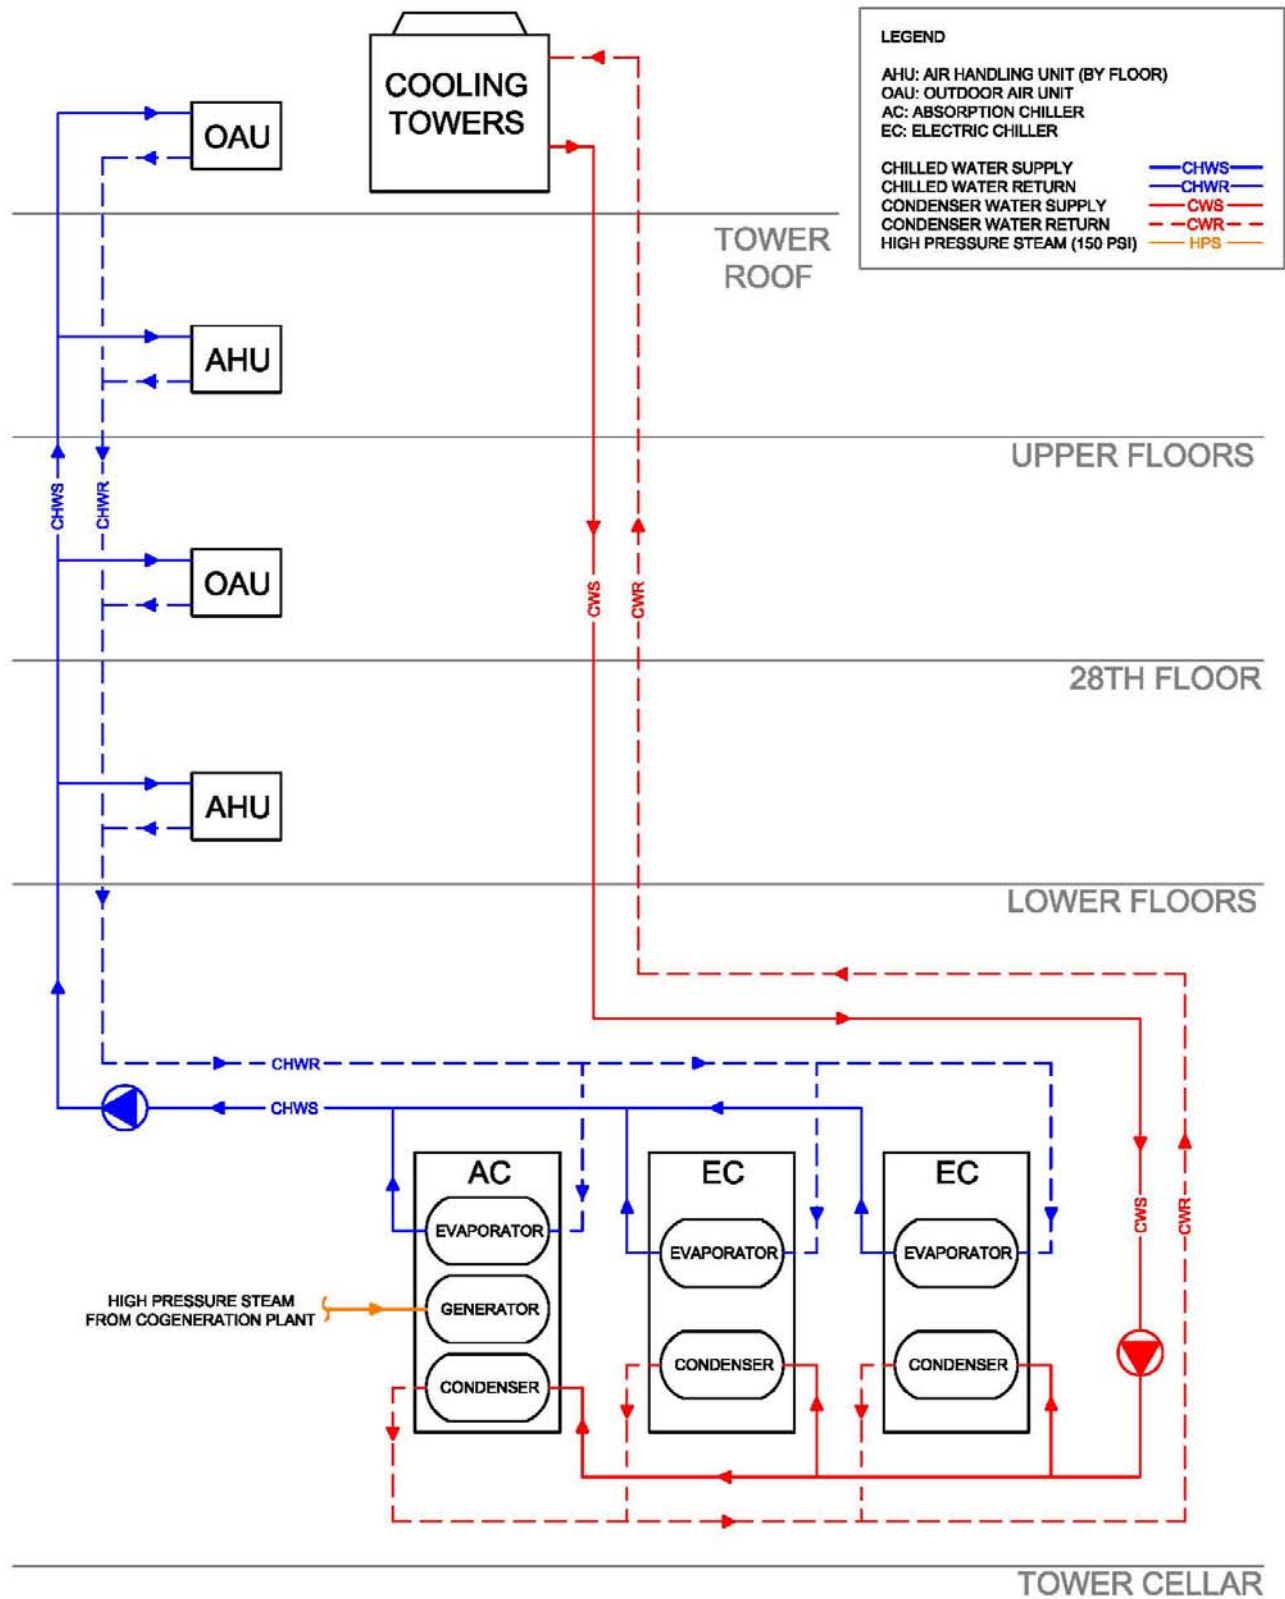 COOLING
TOWERS
LEGEND
AHU: AIR HANDLING UNIT (BY FLOOR)
OAU: OUTDOOR AIR UNIT
AC: ABSORPTION CHILLER
EC: ELECTRIC CHILLER
CHILLED WATER SUPPLY CHWS
CHILLED WATER RETURN CHWR
CONDENSER WATER SUPPLY CWS
CONDENSER WATER RETURN CWR
HIGH PRESSURE STEAM (150 PSI) HPS
OAU
TOWER
ROOF
AHU
UPPER FLOORS
CHWS
CHWR
OAU
CWS
CWR
28TH FLOOR
AHU
LOWER FLOORS
CHWR
CHWS
AC
EC
EC
EVAPORATOR
EVAPORATOR
EVAPORATOR
CWS
CWR
HIGH PRESSURE STEAM
FROM COGENERATION PLANT
GENERATOR
CONDENSER
CONDENSER
CONDENSER
TOWER CELLAR